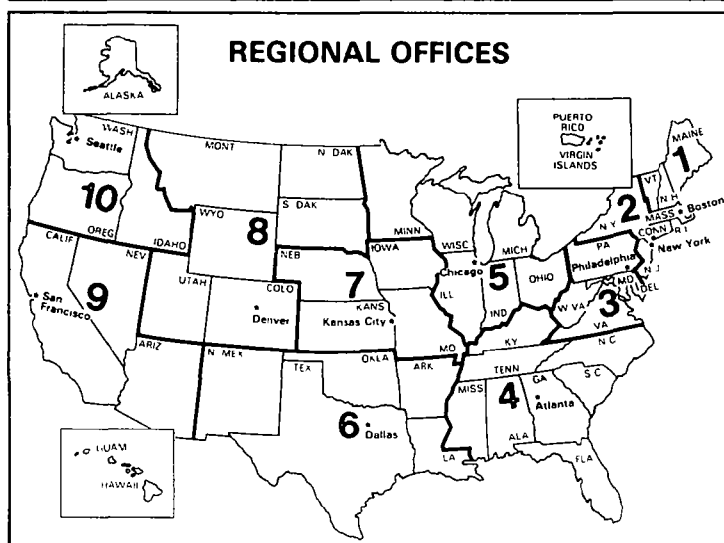 REGIONAL OFFICES
ALASKA
PUERTO
RICO
VIRGIN
ISLANDS
WASH
Seattle
MONT
N DAK
MAINE
1
VT
N H
10
OREG
IDAHO
WYO
8
S DAK
MINN
WISC
MICH
2
N Y
MASS
Boston
CONN
R I
New York
CALIF
NEV
NEB
IOWA
Chicago
PA
Philadelphia
N J
MD
DEL
9
UTAH
COLO
7
KANS
5
ILL
IND
OHIO
W VA
3
VA
San
Francisco
Denver
Kansas City
MO
KY
N C
ARIZ
N MEX
TEX
OKLA
ARK
TENN
S C
MISS
4
GA
Atlanta
6
Dallas
ALA
LA
FLA
GUAM
HAWAII